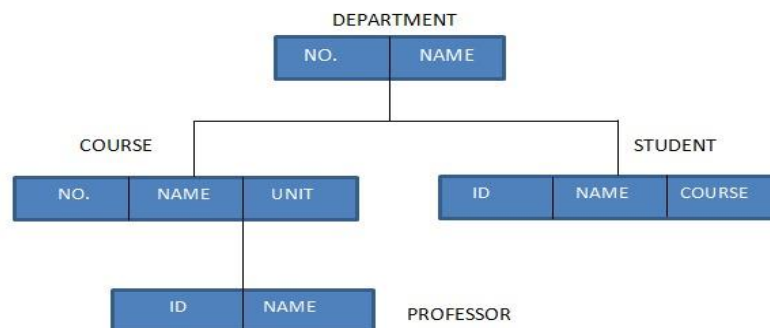 DEPARTMENT
NO. NAME
COURSE STUDENT
NO. NAME UNIT ID NAME COURSE
ID NAME
PROFESSOR